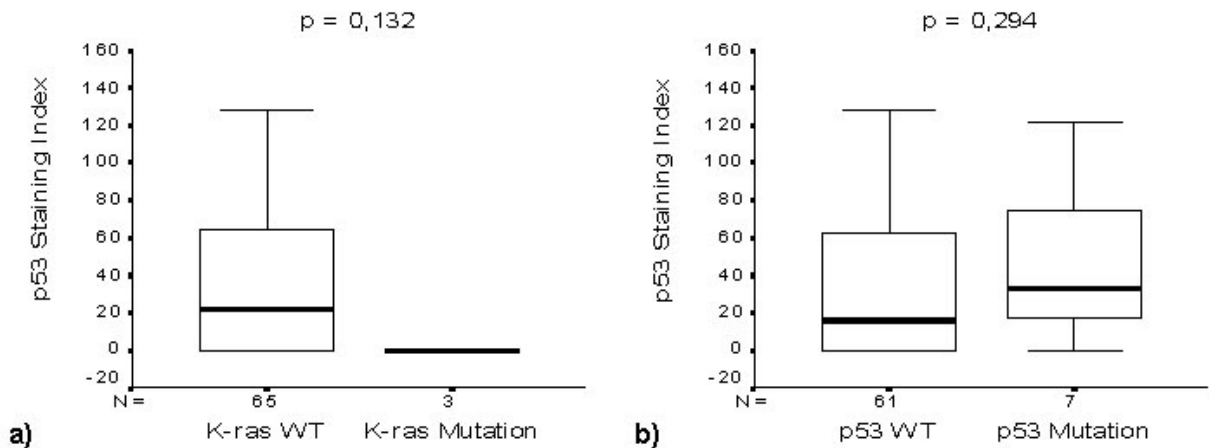 p = 0,132
160
140
120
100
80
60
40
20
0
-20
p53 Staining Index
N = 65 3
K-ras WT K-ras Mutation
a)
p = 0,294
160
140
120
100
80
60
40
20
0
-20
p53 Staining Index
N = 61 7
p53 WT p53 Mutation
b)